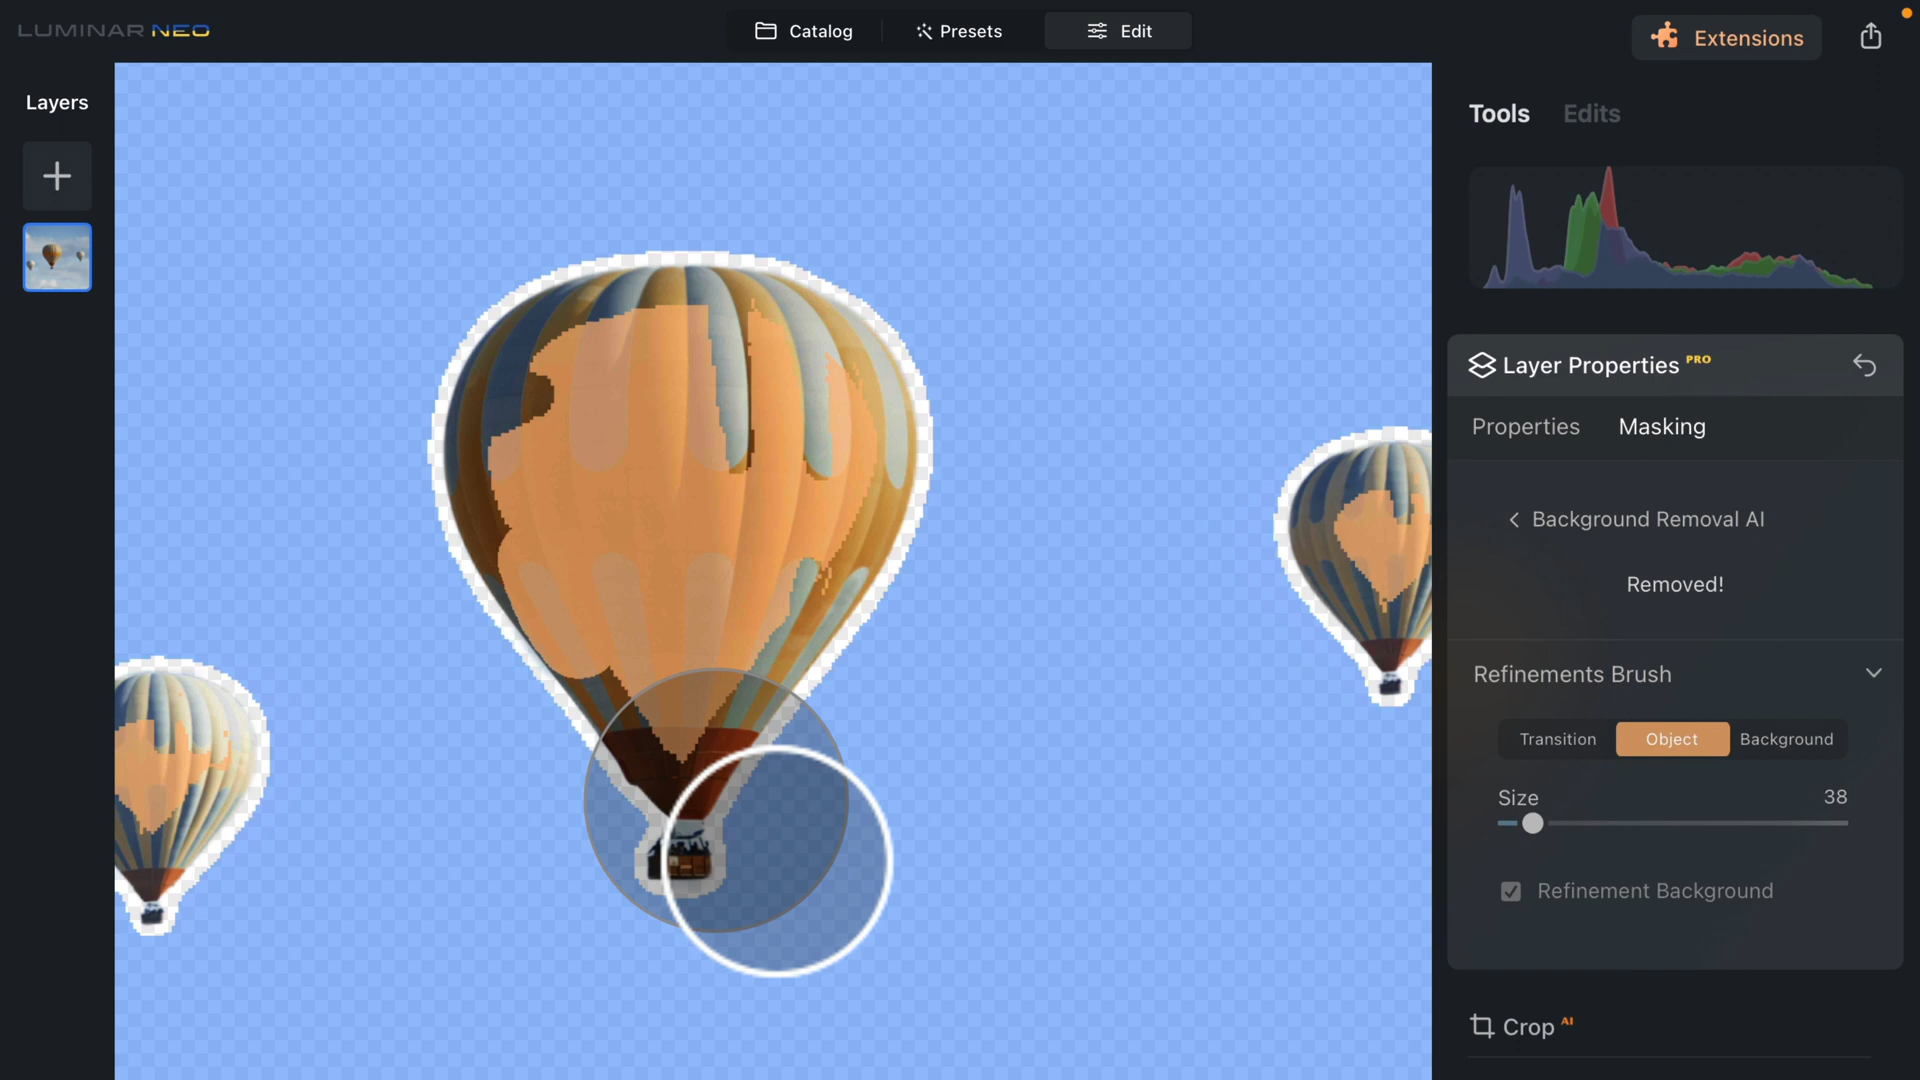 LUMINAR NEO
Catalog
Presets
Edit
Extensions
Layers
Tools
Edits
Layer Properties PRO
Properties
Masking
Background Removal AI
Removed!
Refinements Brush
Transition
Object
Background
Size
38
Refinement Background
Crop AI